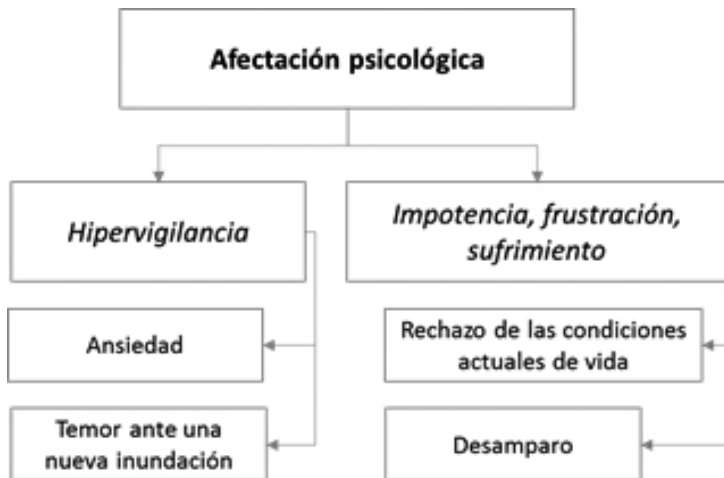 Afectación psicológica
Hipervigilancia
Impotencia, frustración,
sufrimiento
Ansiedad
Rechazo de las condiciones
actuales de vida
Temor ante una
nueva inundación
Desamparo